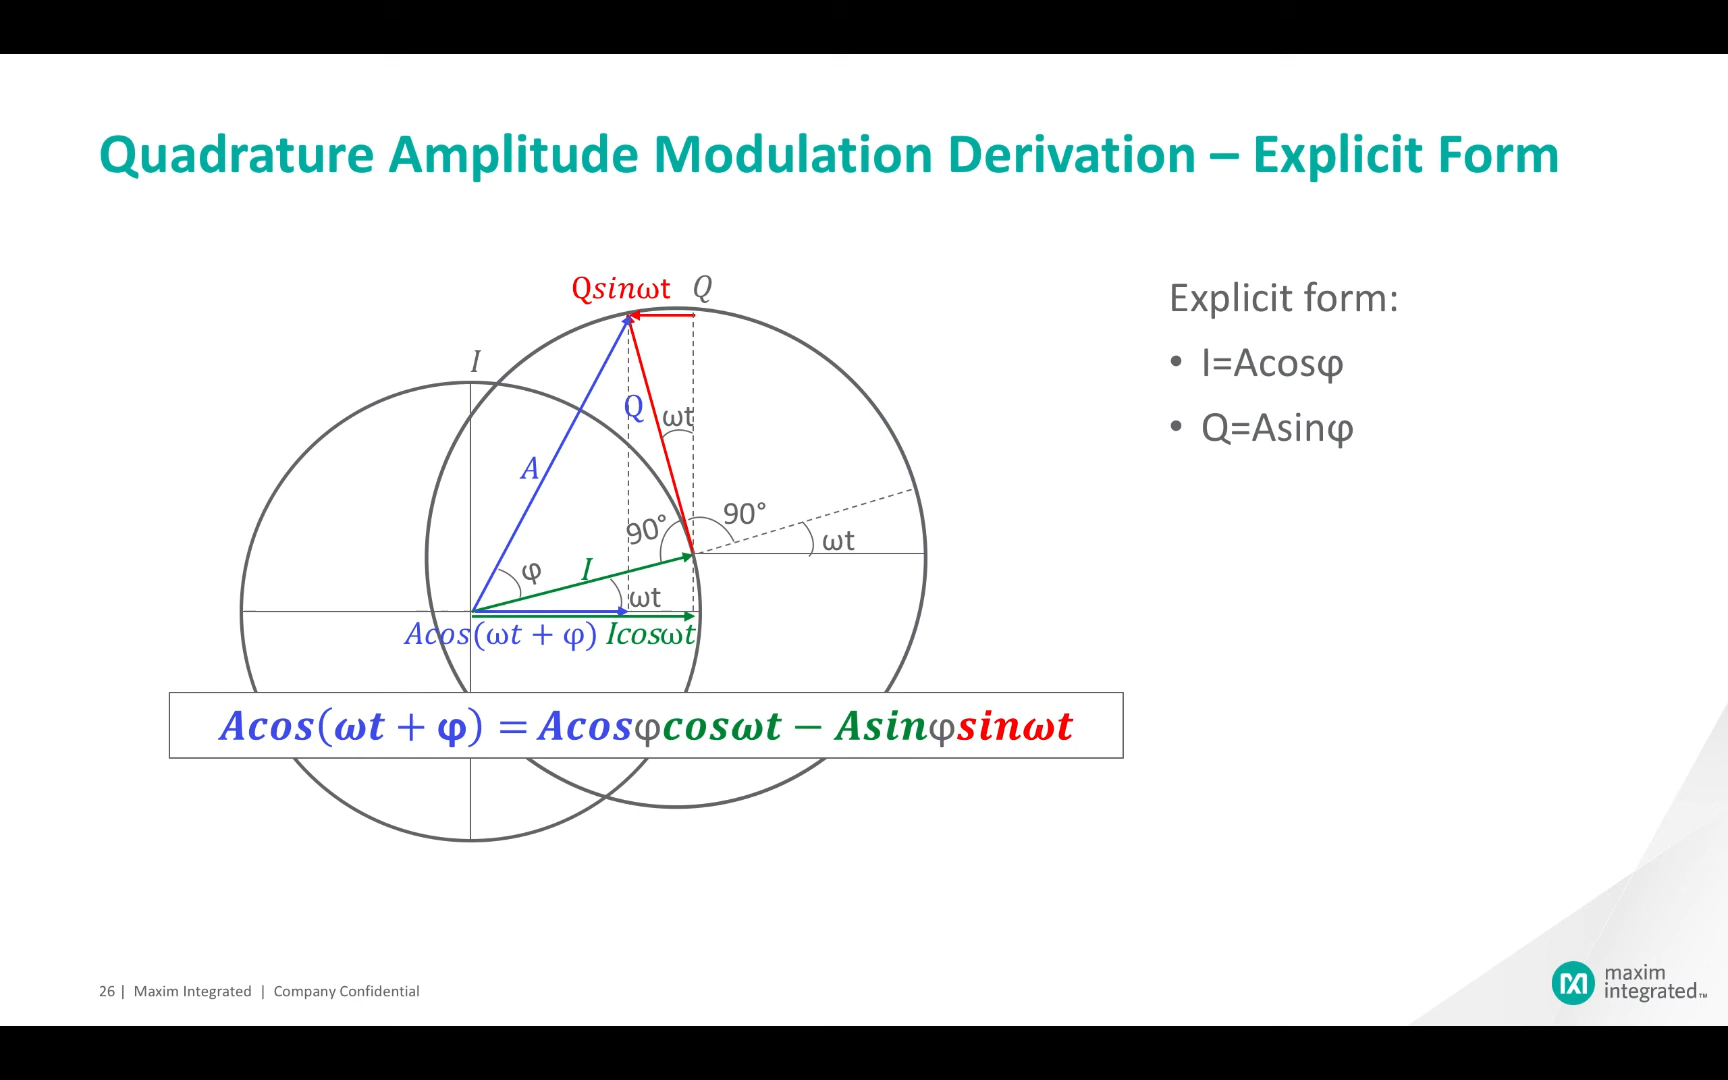 Quadrature Amplitude Modulation Derivation – Explicit Form
Qsinωt Q
I
Q ωt
A
90° 90°
ωt
φ I
ωt
Acos(ωt + φ) Icosωt
Acos(ωt + φ) = Acosφcosωt − Asinφsinωt
Explicit form:
• I=Acosφ
• Q=Asinφ
26 | Maxim Integrated | Company Confidential
maxim
integrated™